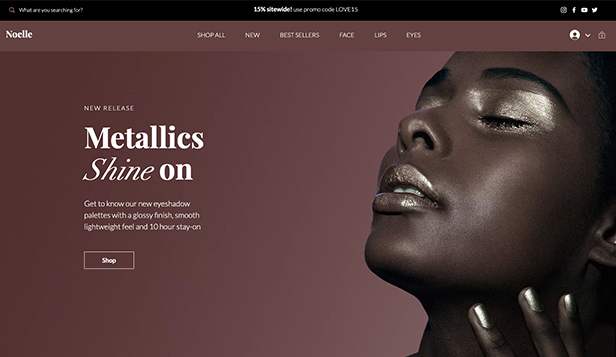 What are you searching for?
15% sitewide! use promo code LOVE15
Noelle
SHOP ALL
NEW
BEST SELLERS
FACE
LIPS
EYES
NEW RELEASE
Metallics
Shine on
Get to know our new eyeshadow
palettes with a glossy finish, smooth
lightweight feel and 10 hour stay-on
Shop